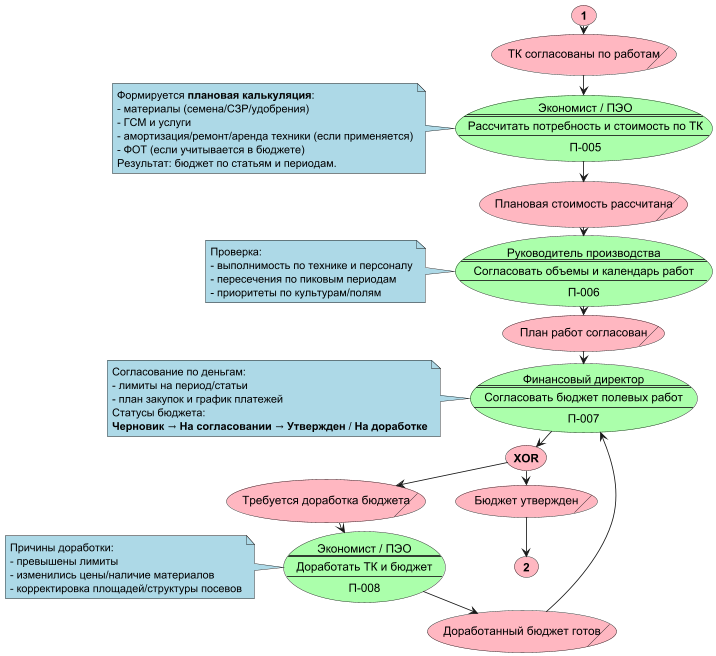 1
ТК согласованы по работам
Формируется плановая калькуляция:
- материалы (семена/СЗР/удобрения)
- ГСМ и услуги
- амортизация/ремонт/аренда техники (если применяется)
- ФОТ (если учитывается в бюджете)
Результат: бюджет по статьям и периодам.
Экономист / ПЭО
Рассчитать потребность и стоимость по ТК
П-005
Плановая стоимость рассчитана
Проверка:
- выполнимость по технике и персоналу
- пересечения по пиковым периодам
- приоритеты по культурам/полям
Руководитель производства
Согласовать объемы и календарь работ
П-006
План работ согласован
Согласование по деньгам:
- лимиты на период/статьи
- план закупок и график платежей
Статусы бюджета:
Черновик → На согласовании → Утвержден / На доработке
Финансовый директор
Согласовать бюджет полевых работ
П-007
XOR
Требуется доработка бюджета
Бюджет утвержден
Причины доработки:
- превышены лимиты
- изменились цены/наличие материалов
- корректировка площадей/структуры посевов
Экономист / ПЭО
Доработать ТК и бюджет
П-008
2
Доработанный бюджет готов